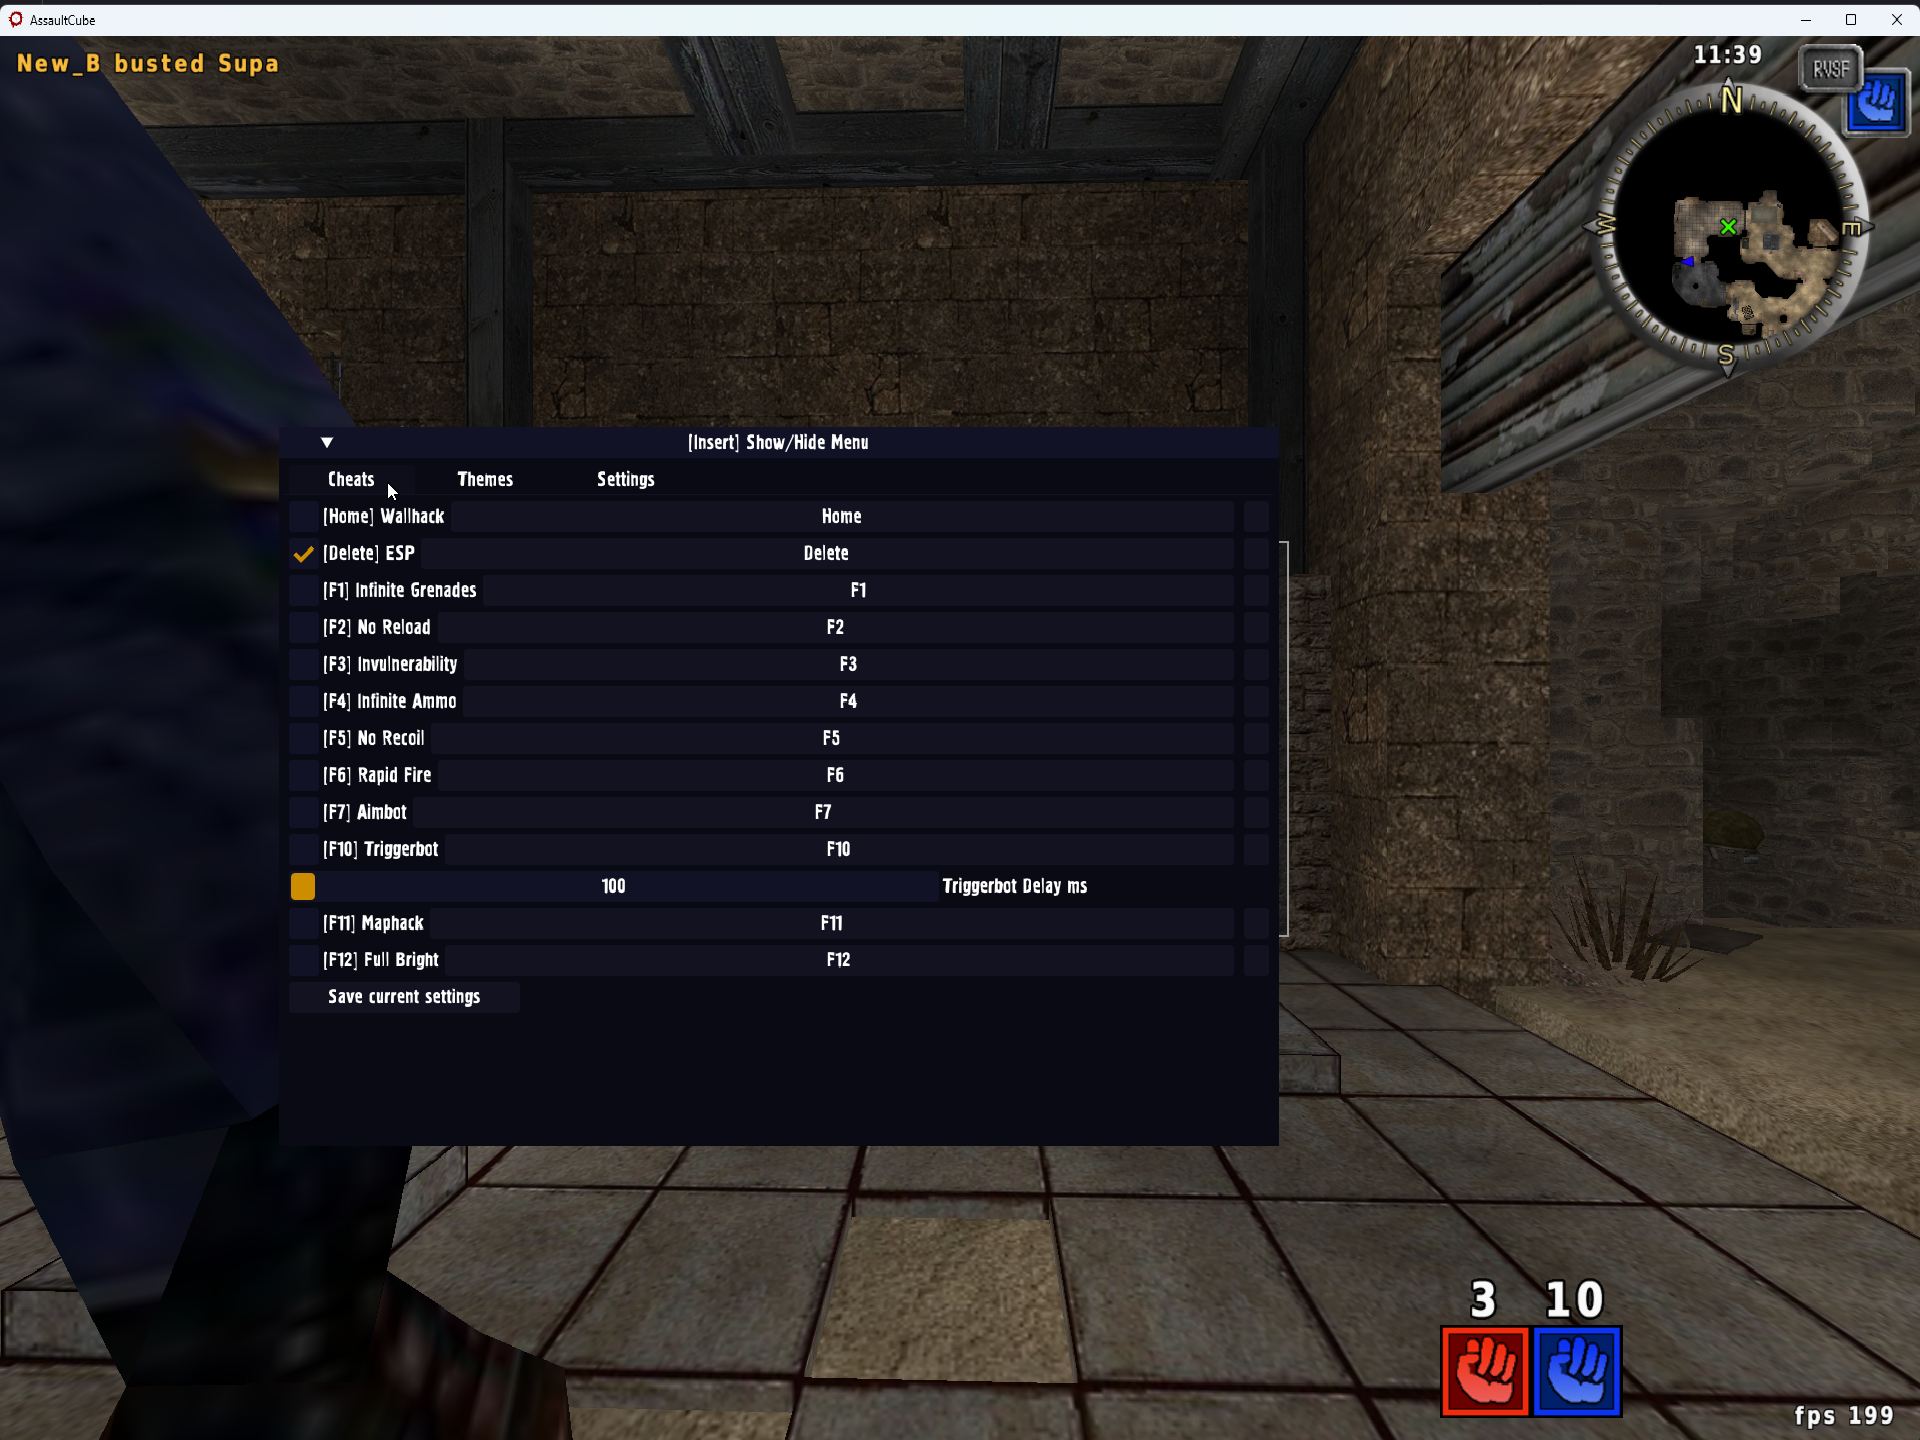 AssaultCube
New_B busted Supa
11:39
RVSF
N
W
E
S
[Insert] Show/Hide Menu
Cheats Themes Settings
[Home] Wallhack Home
[Delete] ESP Delete
[F1] Infinite Grenades F1
[F2] No Reload F2
[F3] Invulnerability F3
[F4] Infinite Ammo F4
[F5] No Recoil F5
[F6] Rapid Fire F6
[F7] Aimbot F7
[F10] Triggerbot F10
100 Triggerbot Delay ms
[F11] Maphack F11
[F12] Full Bright F12
Save current settings
3 10
fps 199